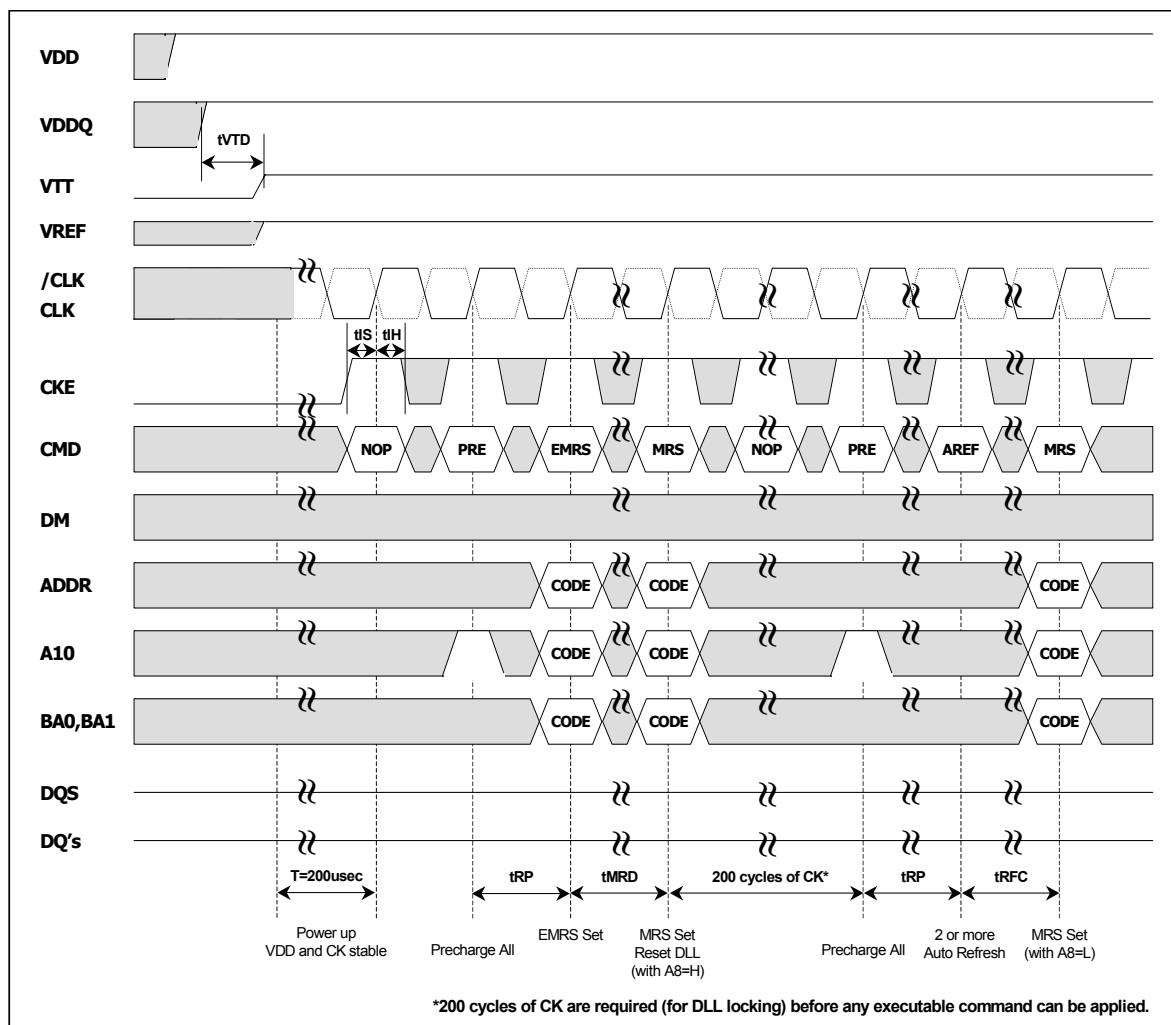 VDD
VDDQ
tVTD
VTT
VREF
/CLK
CLK
tIS tIH
CKE
CMD NOP PRE EMRS MRS NOP PRE AREF MRS
DM
ADDR CODE CODE CODE
A10 CODE CODE CODE
BA0,BA1 CODE CODE CODE
DQS
DQ's
T=200usec tRP tMRD 200 cycles of CK* tRP tRFC
Power up
VDD and CK stable
Precharge All
EMRS Set
MRS Set
Reset DLL
(with A8=H)
Precharge All
2 or more
Auto Refresh
MRS Set
(with A8=L)
*200 cycles of CK are required (for DLL locking) before any executable command can be applied.